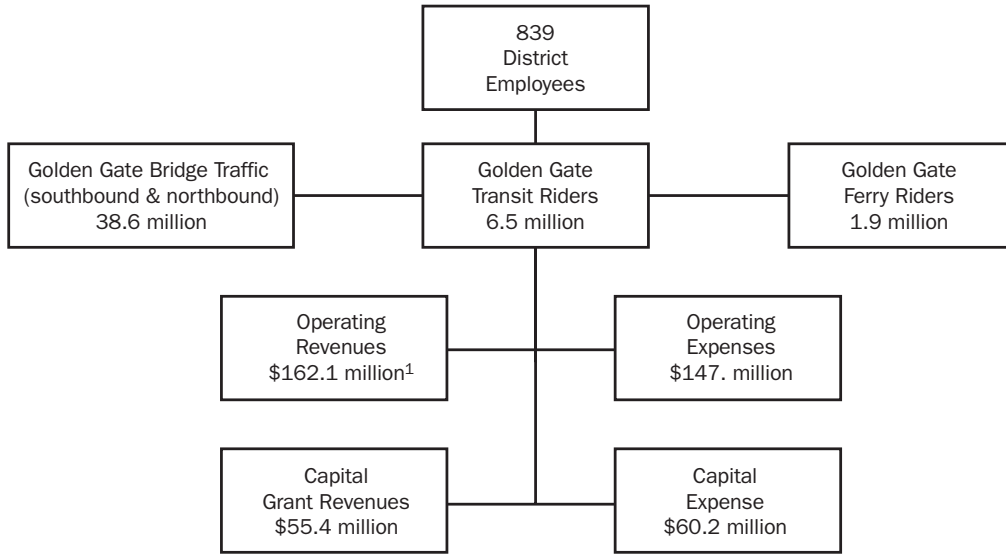 839
District
Employees
Golden Gate Bridge Traffic
(southbound & northbound)
38.6 million
Golden Gate
Transit Riders
6.5 million
Golden Gate
Ferry Riders
1.9 million
Operating
Revenues
$162.1 million¹
Operating
Expenses
$147. million
Capital
Grant Revenues
$55.4 million
Capital
Expense
$60.2 million